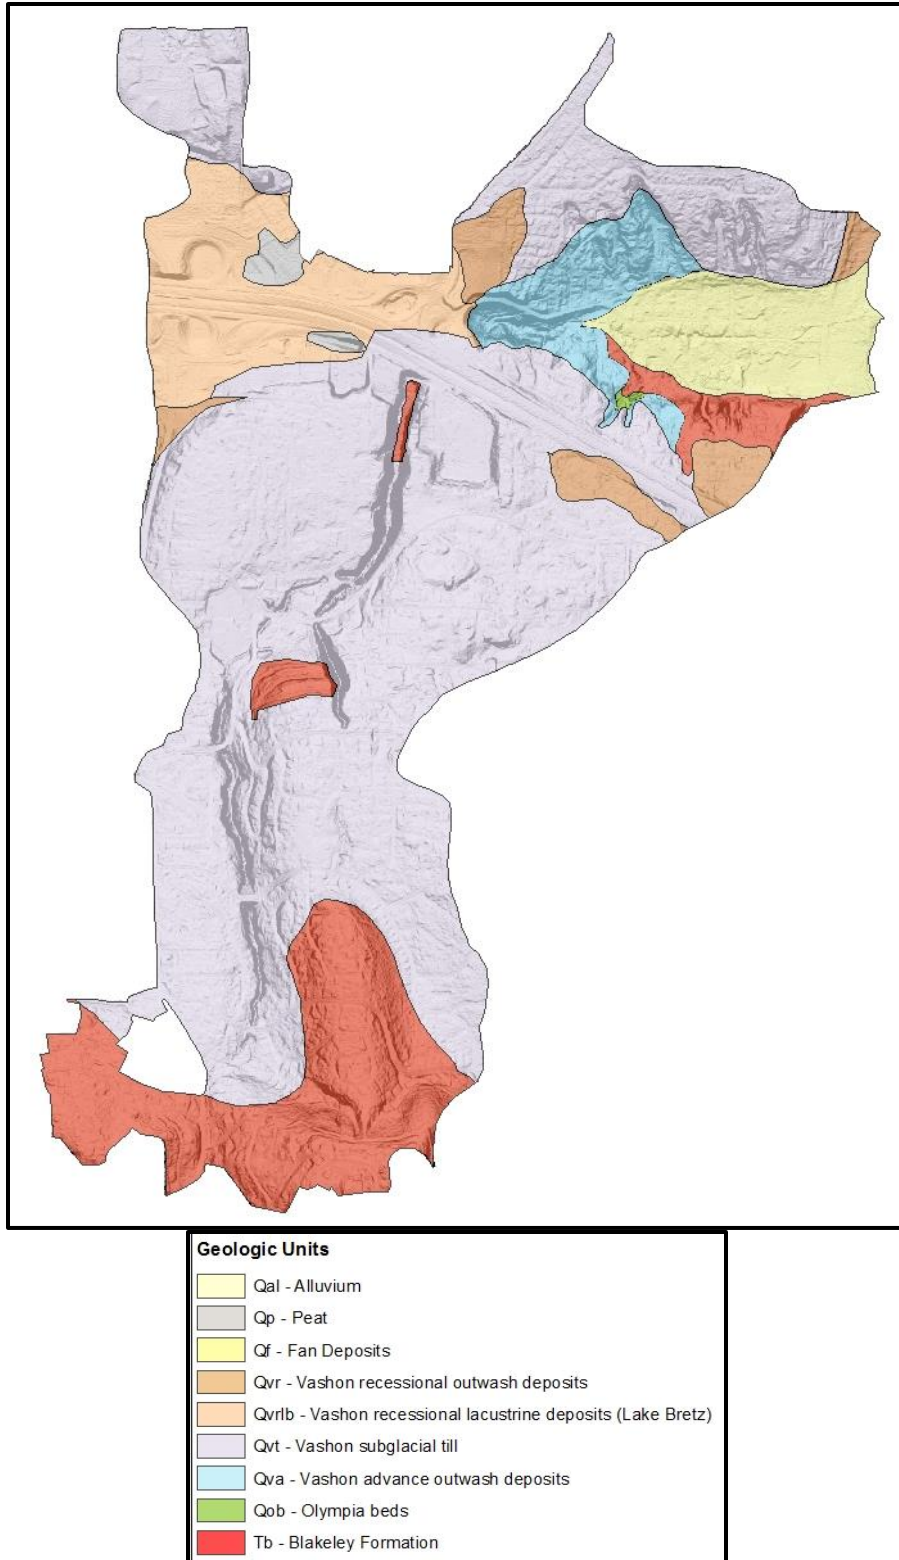 Geologic Units
Qal - Alluvium
Qp - Peat
Qf - Fan Deposits
Qvr - Vashon recessional outwash deposits
Qvrlb - Vashon recessional lacustrine deposits (Lake Bretz)
Qvt - Vashon subglacial till
Qva - Vashon advance outwash deposits
Qob - Olympia beds
Tb - Blakeley Formation